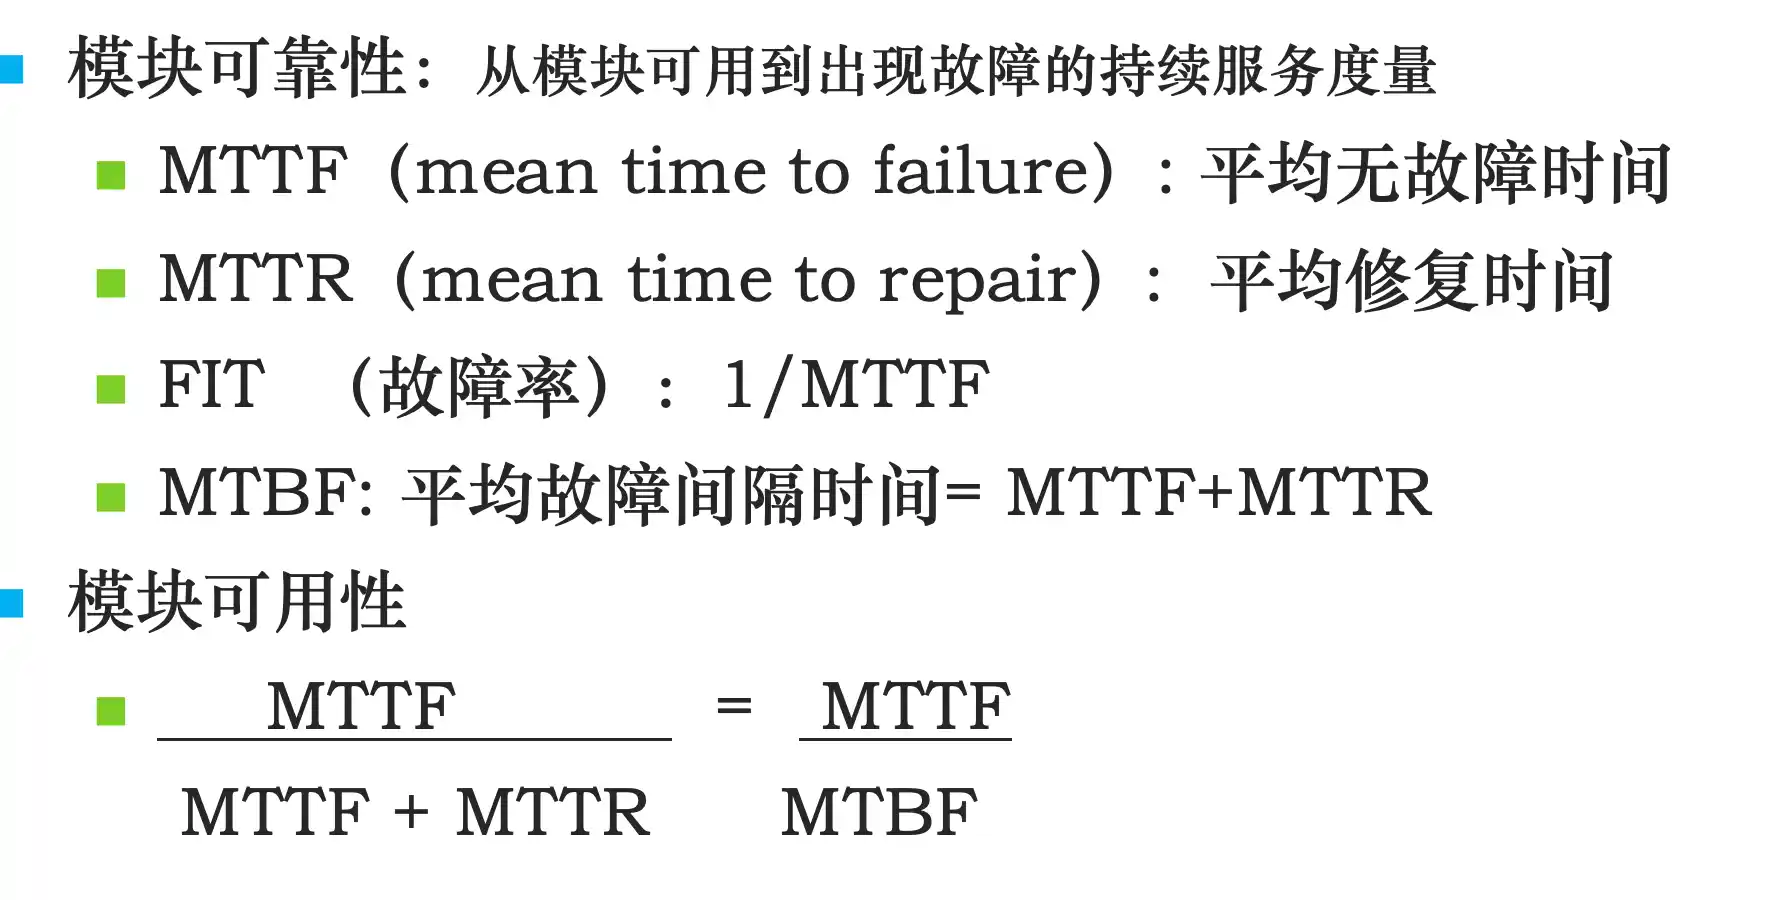 模块可靠性：从模块可用到出现故障的持续服务度量
MTTF（mean time to failure）: 平均无故障时间
MTTR（mean time to repair）: 平均修复时间
FIT （故障率）: 1/MTTF
MTBF: 平均故障间隔时间= MTTF+MTTR
模块可用性
MTTF = MTTF
MTTF + MTTR MTBF